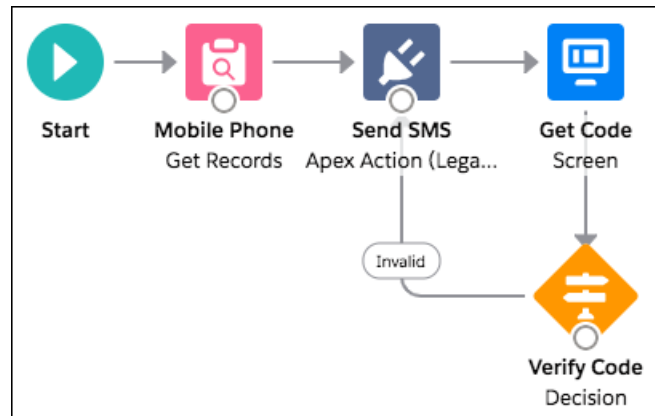 Start
Mobile Phone
Get Records
Send SMS
Apex Action (Lega...
Get Code
Screen
Invalid
Verify Code
Decision